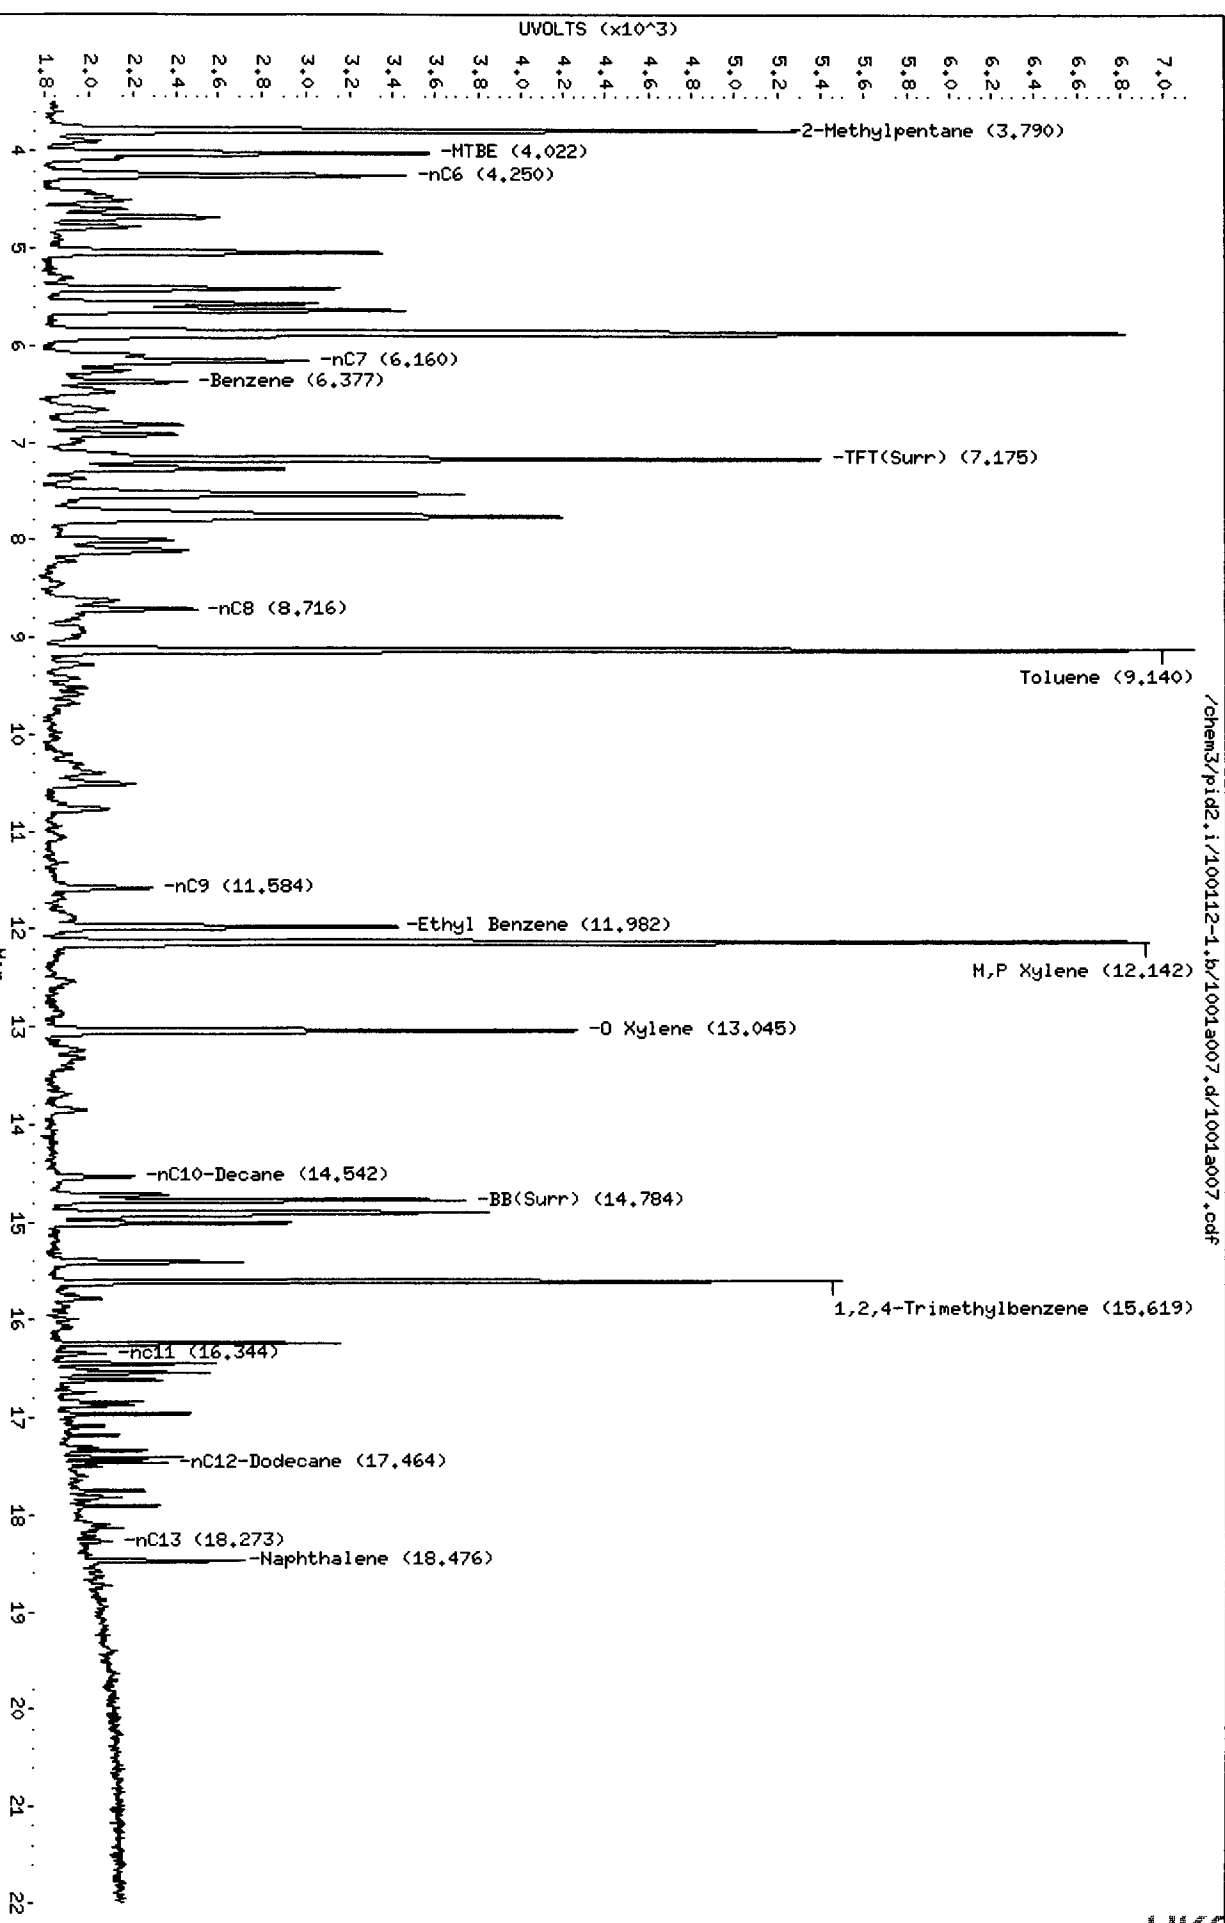 /chem3/pid2.i/100112-1.b/1001a007.d/1001a007.cdf
UVOLTS (x10^3)
7.0
6.8
6.6
6.4
6.2
6.0
5.8
5.6
5.4
5.2
5.0
4.8
4.6
4.4
4.2
4.0
3.8
3.6
3.4
3.2
3.0
2.8
2.6
2.4
2.2
2.0
1.8
-2-Methylpentane (3.790)
-MTBE (4.022)
-nC6 (4.250)
-nC7 (6.160)
-Benzene (6.377)
-TFT(Surr) (7.175)
-nC8 (8.716)
Toluene (9.140)
-nC9 (11.584)
-Ethyl Benzene (11.982)
M,P Xylene (12.142)
-O Xylene (13.045)
-nC10-Decane (14.542)
-BB(Surr) (14.784)
1,2,4-Trimethylbenzene (15.619)
-nc11 (16.344)
-nC12-Dodecane (17.464)
-nC13 (18.273)
-Naphthalene (18.476)
4 5 6 7 8 9 10 11 12 13 14 15 16 17 18 19 20 21 22